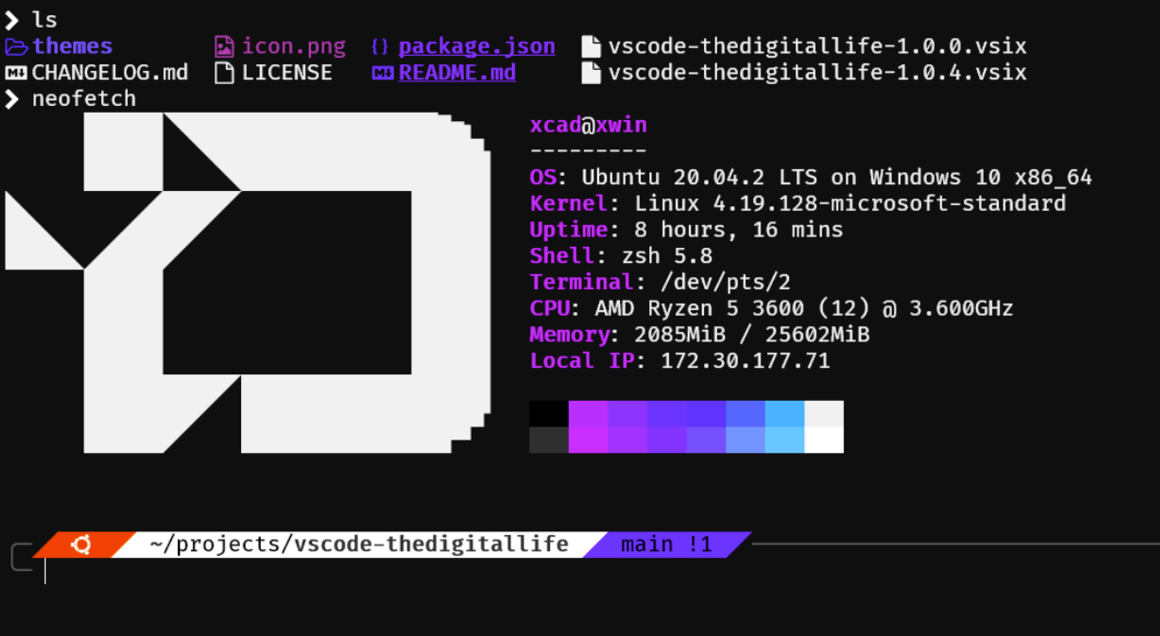 ❯ ls
themes icon.png {} package.json vscode-thedigitallife-1.0.0.vsix
CHANGELOG.md LICENSE README.md vscode-thedigitallife-1.0.4.vsix
❯ neofetch
xcad@xwin
---------
OS: Ubuntu 20.04.2 LTS on Windows 10 x86_64
Kernel: Linux 4.19.128-microsoft-standard
Uptime: 8 hours, 16 mins
Shell: zsh 5.8
Terminal: /dev/pts/2
CPU: AMD Ryzen 5 3600 (12) @ 3.600GHz
Memory: 2085MiB / 25602MiB
Local IP: 172.30.177.71
~/projects/vscode-thedigitallife main !1